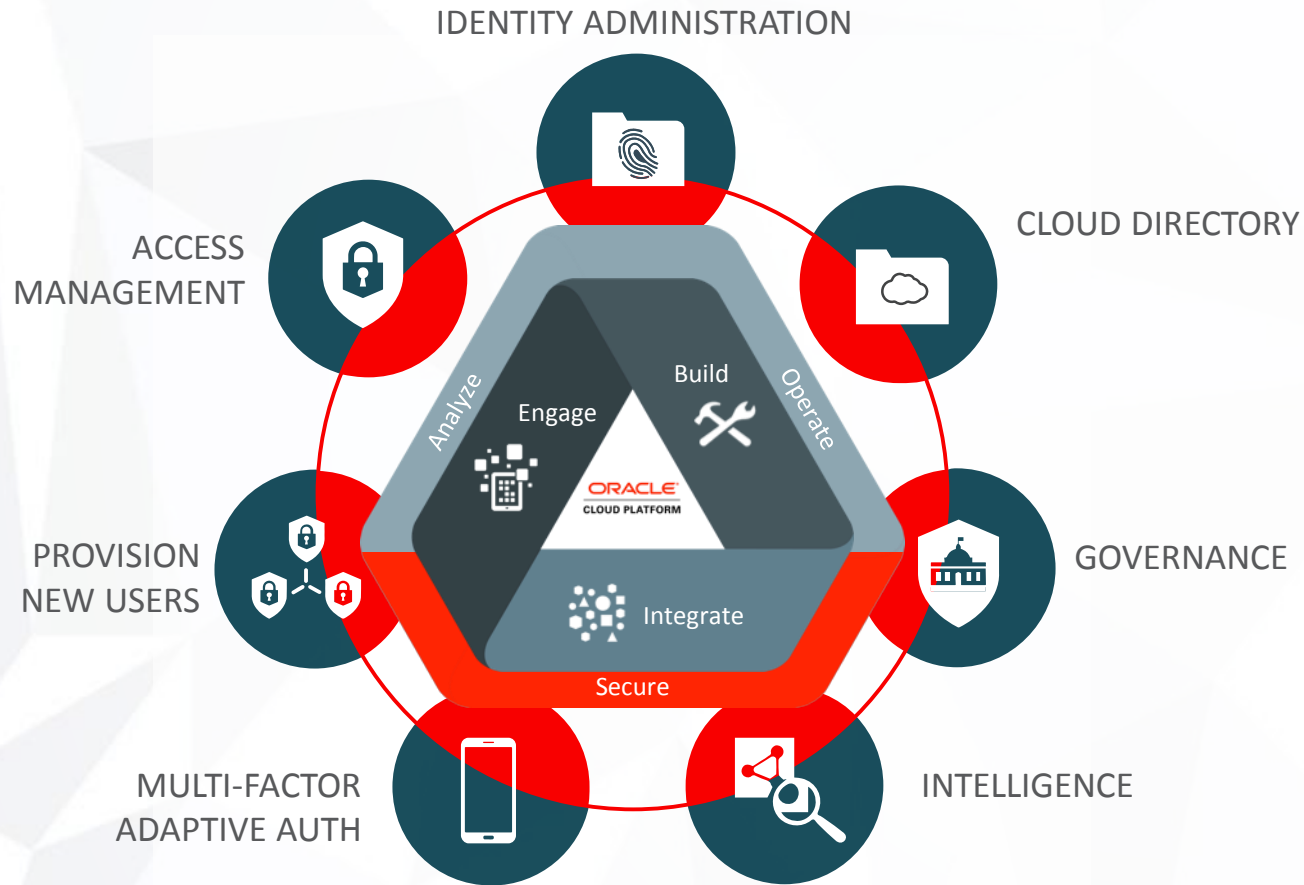 IDENTITY ADMINISTRATION
CLOUD DIRECTORY
ACCESS
MANAGEMENT
Build
Operate
Analyze
Engage
ORACLE
CLOUD PLATFORM
PROVISION
NEW USERS
GOVERNANCE
Integrate
Secure
MULTI-FACTOR
ADAPTIVE AUTH
INTELLIGENCE